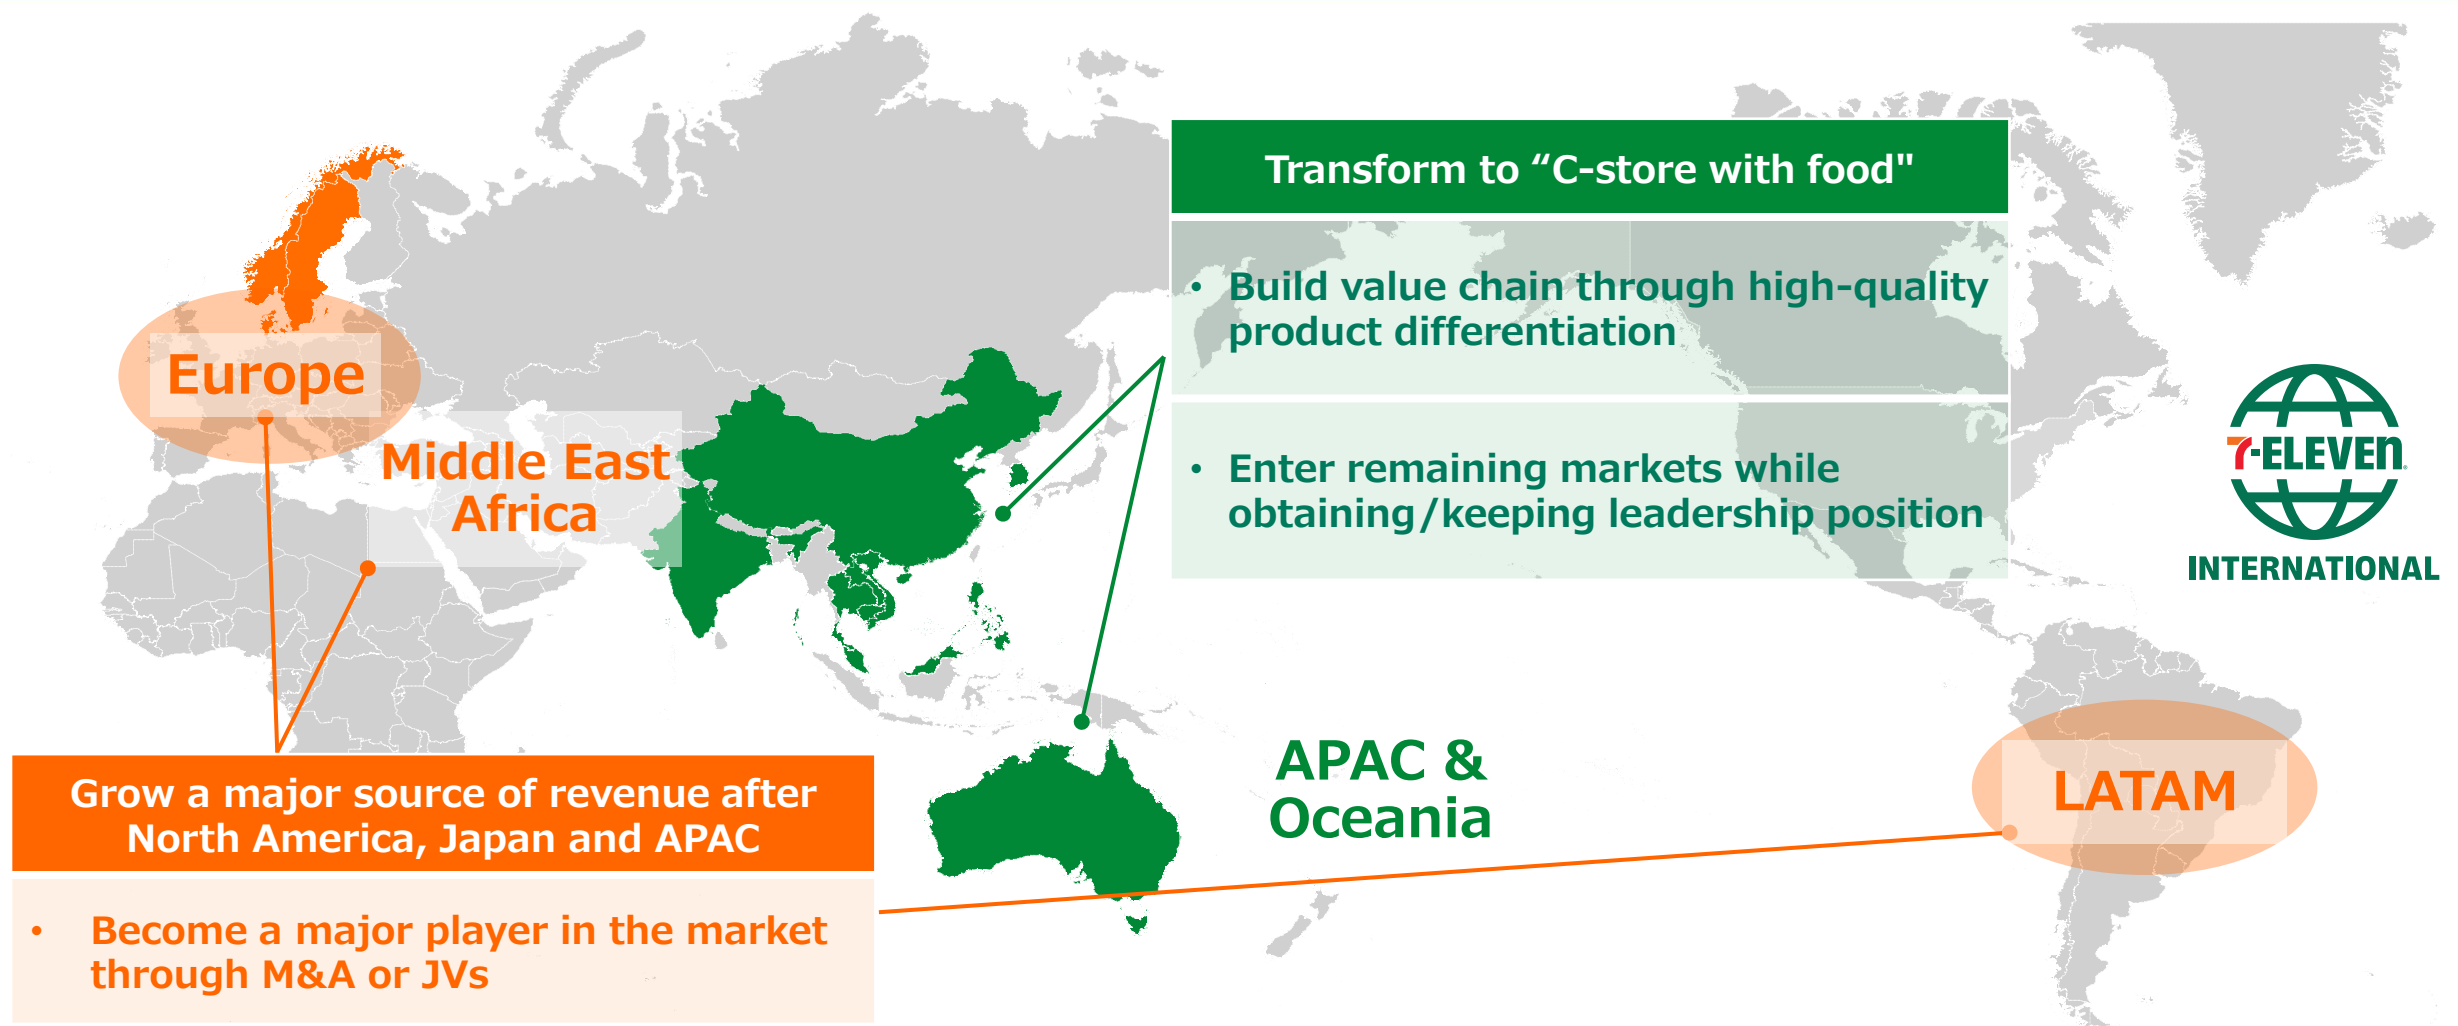 Transform to “C-store with food"
• Build value chain through high-quality
product differentiation
• Enter remaining markets while
obtaining/keeping leadership position
Europe
Middle East
Africa
7-ELEVEn®
INTERNATIONAL
APAC &
Oceania
LATAM
Grow a major source of revenue after
North America, Japan and APAC
• Become a major player in the market
through M&A or JVs